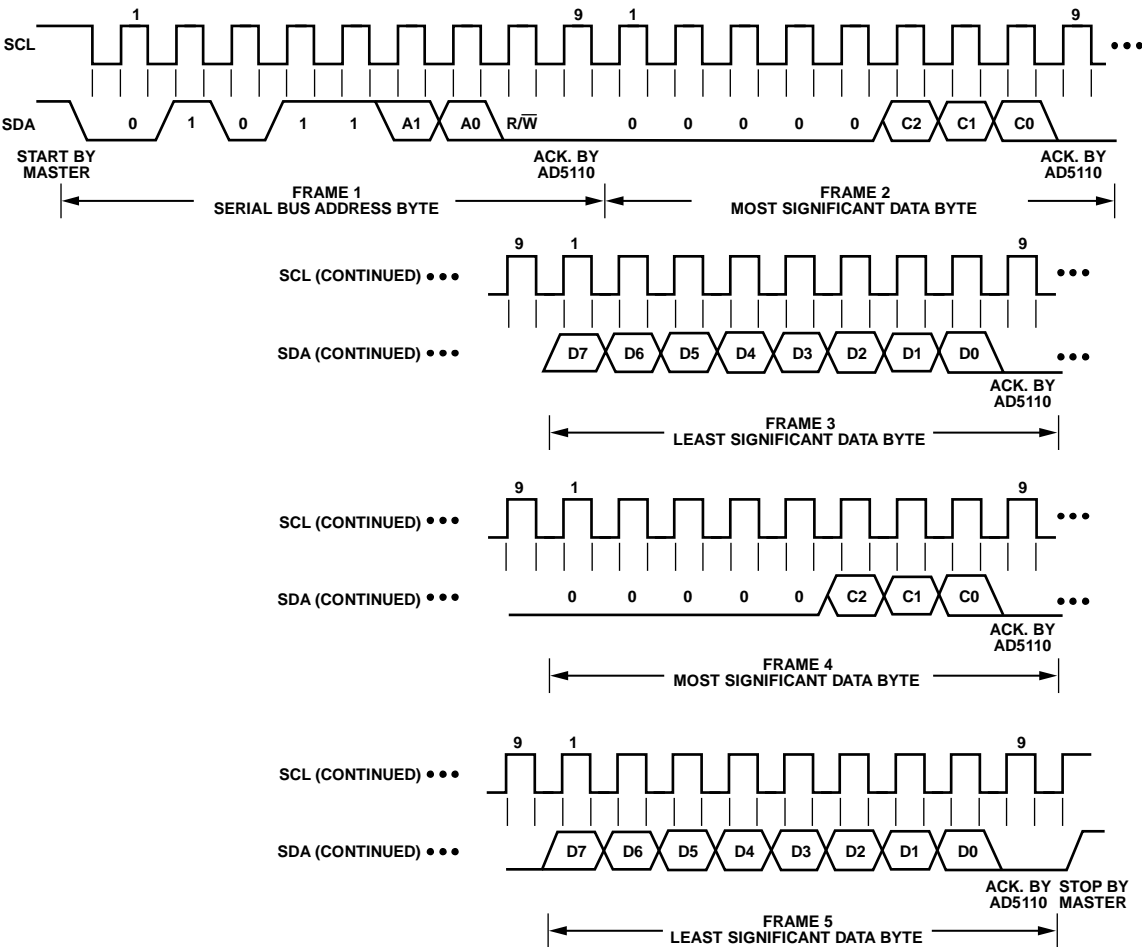 1 9 1 9
SCL
SDA 0 1 0 1 1 A1 A0 R/W̅ 0 0 0 0 0 C2 C1 C0
START BY MASTER
ACK. BY AD5110
ACK. BY AD5110
FRAME 1
SERIAL BUS ADDRESS BYTE
FRAME 2
MOST SIGNIFICANT DATA BYTE
9 1 9
SCL (CONTINUED)
SDA (CONTINUED) D7 D6 D5 D4 D3 D2 D1 D0
ACK. BY
AD5110
FRAME 3
LEAST SIGNIFICANT DATA BYTE
9 1 9
SCL (CONTINUED)
SDA (CONTINUED) 0 0 0 0 0 C2 C1 C0
ACK. BY
AD5110
FRAME 4
MOST SIGNIFICANT DATA BYTE
9 1 9
SCL (CONTINUED)
SDA (CONTINUED) D7 D6 D5 D4 D3 D2 D1 D0
ACK. BY
AD5110
STOP BY
MASTER
FRAME 5
LEAST SIGNIFICANT DATA BYTE